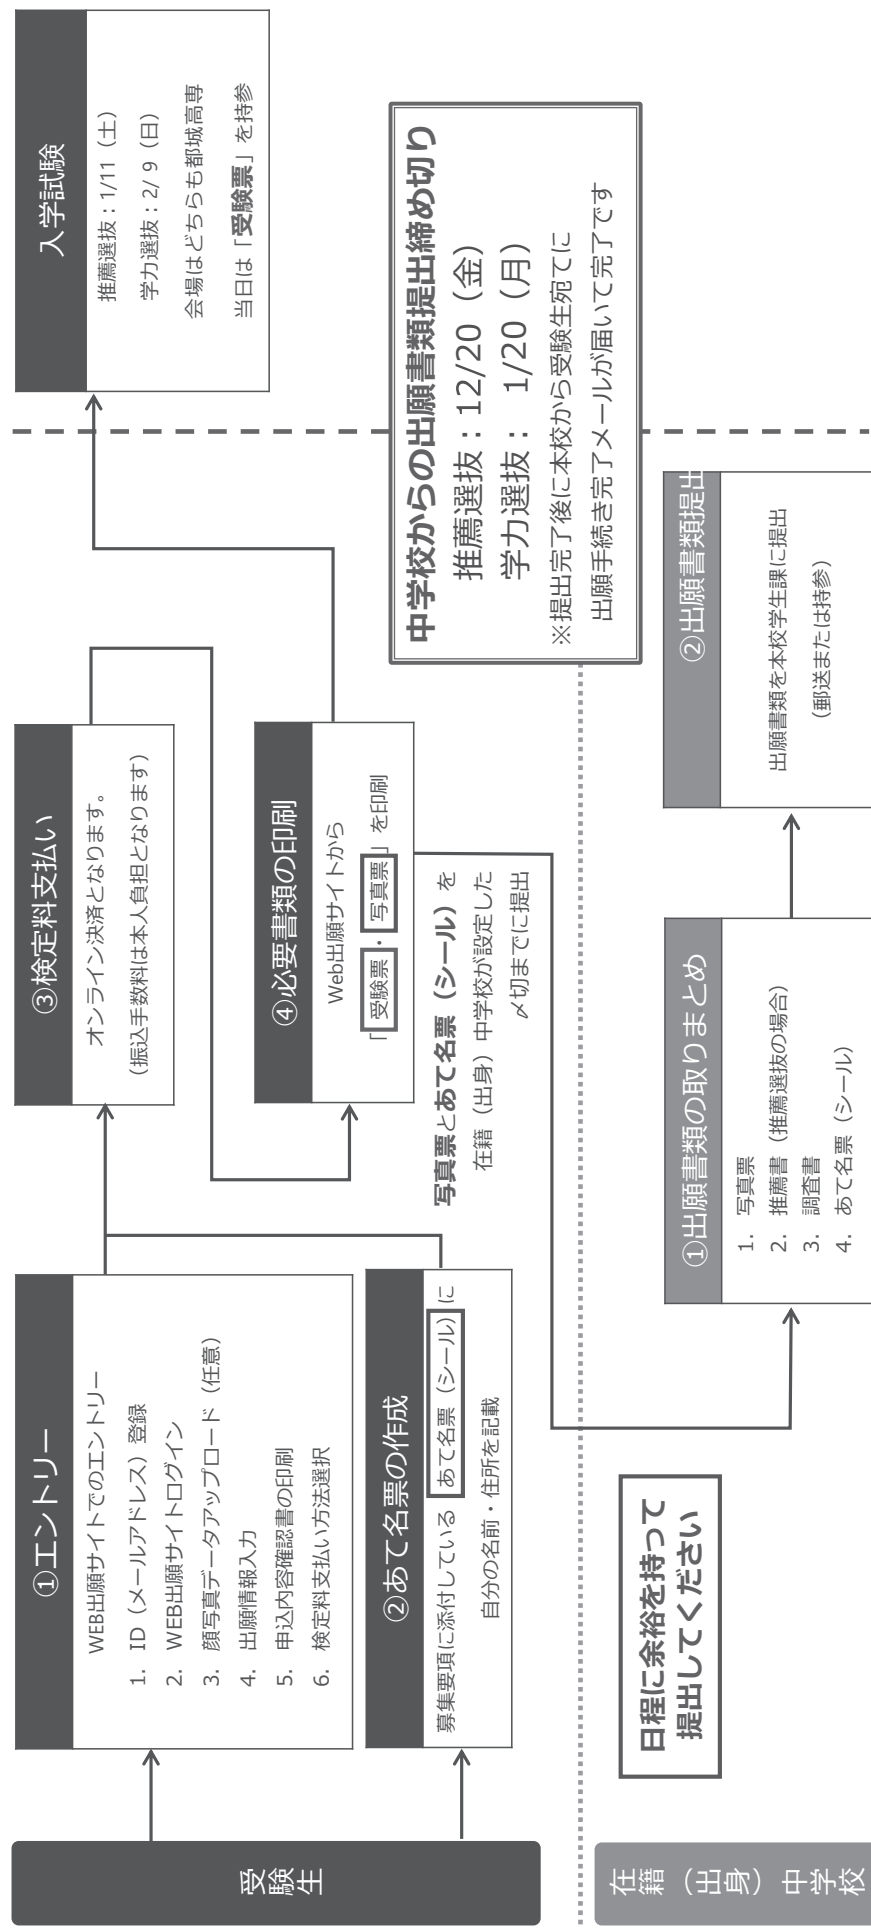 受験生
①エントリー
WEB出願サイトでのエントリー
1. ID（メールアドレス）登録
2. WEB出願サイトログイン
3. 顔写真データアップロード（任意）
4. 出願情報入力
5. 申込内容確認書の印刷
6. 検定料支払い方法選択
②あて名票の作成
募集要項に添付している あて名票（シール） に
自分の名前・住所を記載
③検定料支払い
オンライン決済となります。
（振込手数料は本人負担となります）
④必要書類の印刷
Web出願サイトから
「 受験票 ・ 写真票 」を印刷
写真票とあて名票（シール）を
在籍（出身）中学校が設定した
〆切までに提出
入学試験
推薦選抜：1/11（土）
学力選抜：2/ 9（日）
会場はどちらも都城高専
当日は「受験票」を持参
中学校からの出願書類提出締め切り
推薦選抜：12/20（金）
学力選抜： 1/20（月）
※提出完了後に本校から受験生宛てに
出願手続き完了メールが届いて完了です
在籍（出身）中学校
日程に余裕を持って
提出してください
①出願書類の取りまとめ
1. 写真票
2. 推薦書（推薦選抜の場合）
3. 調査書
4. あて名票（シール）
②出願書類提出
出願書類を本校学生課に提出
（郵送または持参）